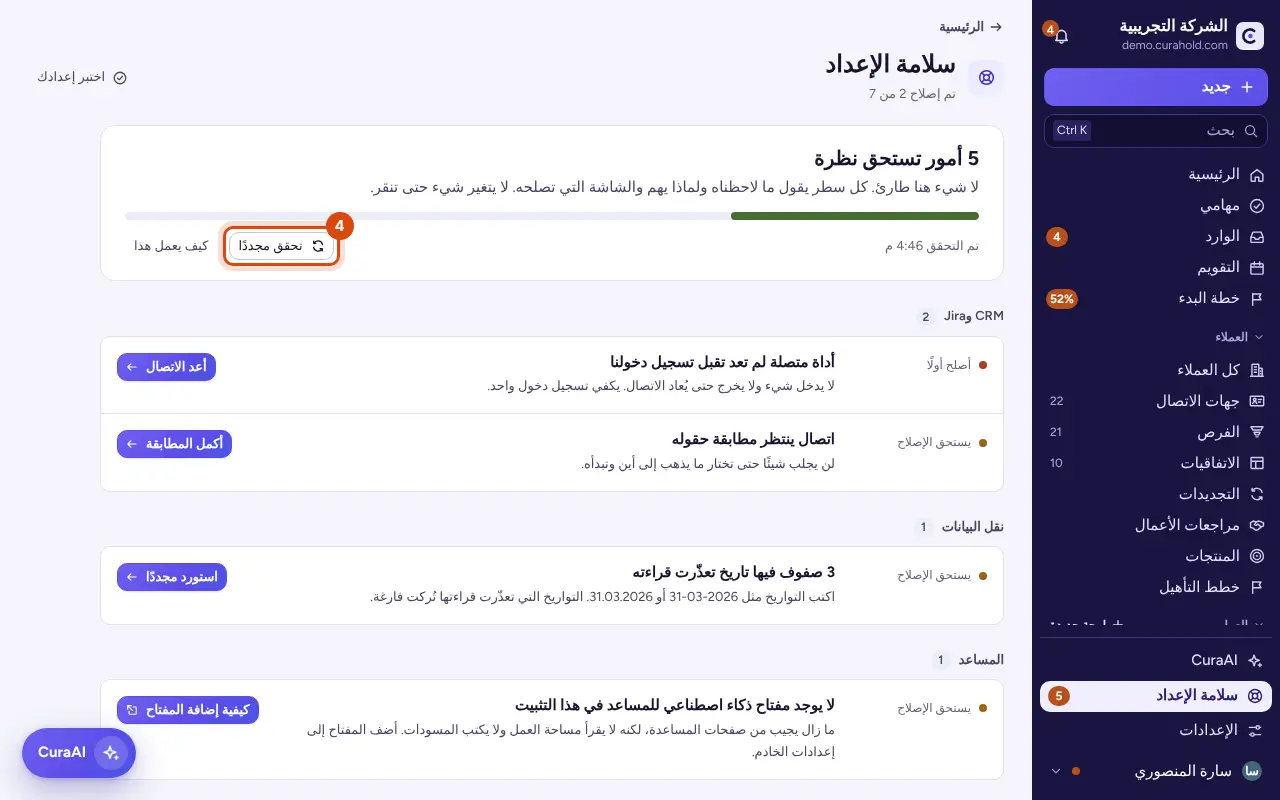 الشركة التجريبية
demo.curahold.com
4
جديد
بحث
Ctrl K
الرئيسية
مهامي
الوارد
4
التقويم
خطة البدء
52%
العملاء
كل العملاء
جهات الاتصال
22
الفرص
21
الاتفاقيات
10
التجديدات
مراجعات الأعمال
المنتجات
خطط التأهيل
CuraAI
سلامة الإعداد
5
الإعدادات
سا
سارة المنصوري
الرئيسية
سلامة الإعداد
تم إصلاح 2 من 7
اختبر إعدادك
5 أمور تستحق نظرة
لا شيء هنا طارئ. كل سطر يقول ما لاحظناه ولماذا يهم والشاشة التي تصلحه. لا يتغير شيء حتى تنقر.
تم التحقق 4:46 م
4
تحقق مجددًا
كيف يعمل هذا
CRM وJira
2
أصلح أولًا
أداة متصلة لم تعد تقبل تسجيل دخولنا
لا يدخل شيء ولا يخرج حتى يُعاد الاتصال. يكفي تسجيل دخول واحد.
أعد الاتصال
يستحق الإصلاح
اتصال ينتظر مطابقة حقوله
لن يجلب شيئًا حتى تختار ما يذهب إلى أين وتبدأه.
أكمل المطابقة
نقل البيانات
1
يستحق الإصلاح
3 صفوف فيها تاريخ تعذّرت قراءته
اكتب التواريخ مثل 2026-03-31 أو 31.03.2026. التواريخ التي تعذّرت قراءتها تُركت فارغة.
استورد مجددًا
المساعد
1
يستحق الإصلاح
لا يوجد مفتاح ذكاء اصطناعي للمساعد في هذا التثبيت
ما زال يجيب من صفحات المساعدة، لكنه لا يقرأ مساحة العمل ولا يكتب المسودات. أضف المفتاح إلى
إعدادات الخادم.
كيفية إضافة المفتاح
CuraAI